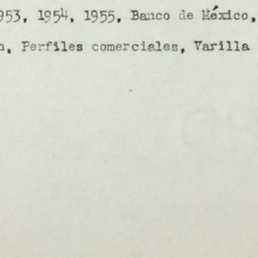 953, 1954, 1955, Banco de México,
n, Perfiles comerciales, Varilla